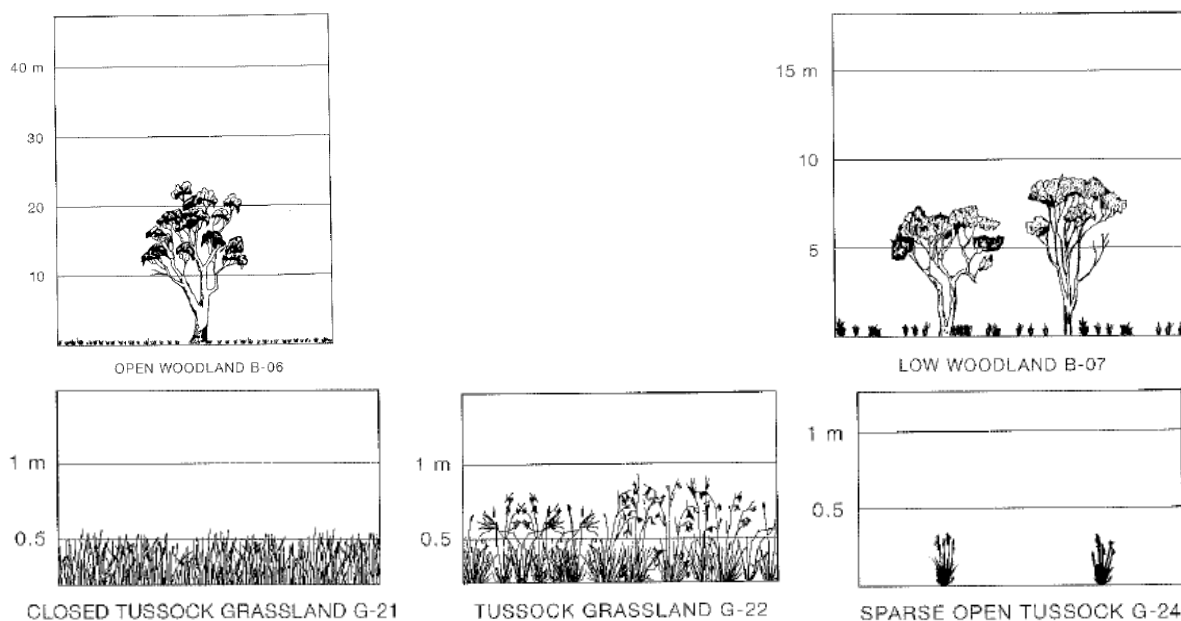 40 m
30
20
10
OPEN WOODLAND B-06
15 m
10
5
LOW WOODLAND B-07
1 m
0.5
CLOSED TUSSOCK GRASSLAND G-21
1 m
0.5
TUSSOCK GRASSLAND G-22
1 m
0.5
SPARSE OPEN TUSSOCK G-24